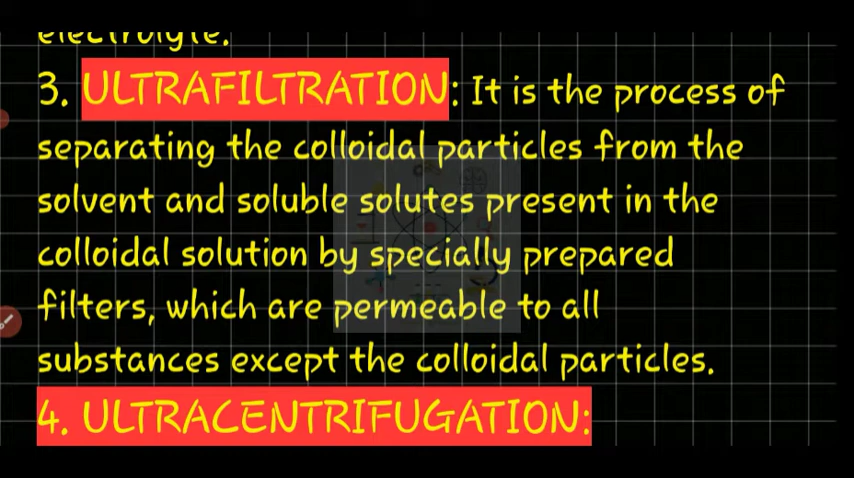 electrolyte.
3. ULTRAFILTRATION: It is the process of
separating the colloidal particles from the
solvent and soluble solutes present in the
colloidal solution by specially prepared
filters, which are permeable to all
substances except the colloidal particles.
4. ULTRACENTRIFUGATION: